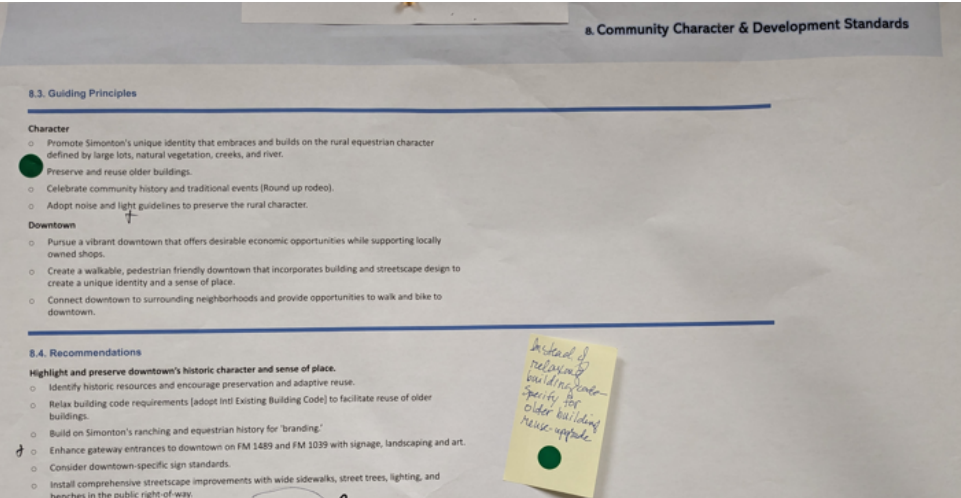 8. Community Character & Development Standards
8.3. Guiding Principles
Character
o Promote Simonton's unique identity that embraces and builds on the rural equestrian character
defined by large lots, natural vegetation, creeks, and river.
Preserve and reuse older buildings.
o Celebrate community history and traditional events (Round up rodeo).
o Adopt noise and light guidelines to preserve the rural character.
Downtown
o Pursue a vibrant downtown that offers desirable economic opportunities while supporting locally
owned shops.
o Create a walkable, pedestrian friendly downtown that incorporates building and streetscape design to
create a unique identity and a sense of place.
o Connect downtown to surrounding neighborhoods and provide opportunities to walk and bike to
downtown.
8.4. Recommendations
Highlight and preserve downtown's historic character and sense of place.
o Identify historic resources and encourage preservation and adaptive reuse.
o Relax building code requirements [adopt Intl Existing Building Code] to facilitate reuse of older
buildings.
o Build on Simonton's ranching and equestrian history for 'branding.'
o Enhance gateway entrances to downtown on FM 1489 and FM 1039 with signage, landscaping and art.
o Consider downtown-specific sign standards.
o Install comprehensive streetscape improvements with wide sidewalks, street trees, lighting, and
benches in the public right-of-way.
Instead of
relaxing
building code-
specify for
older building
reuse-upgrade